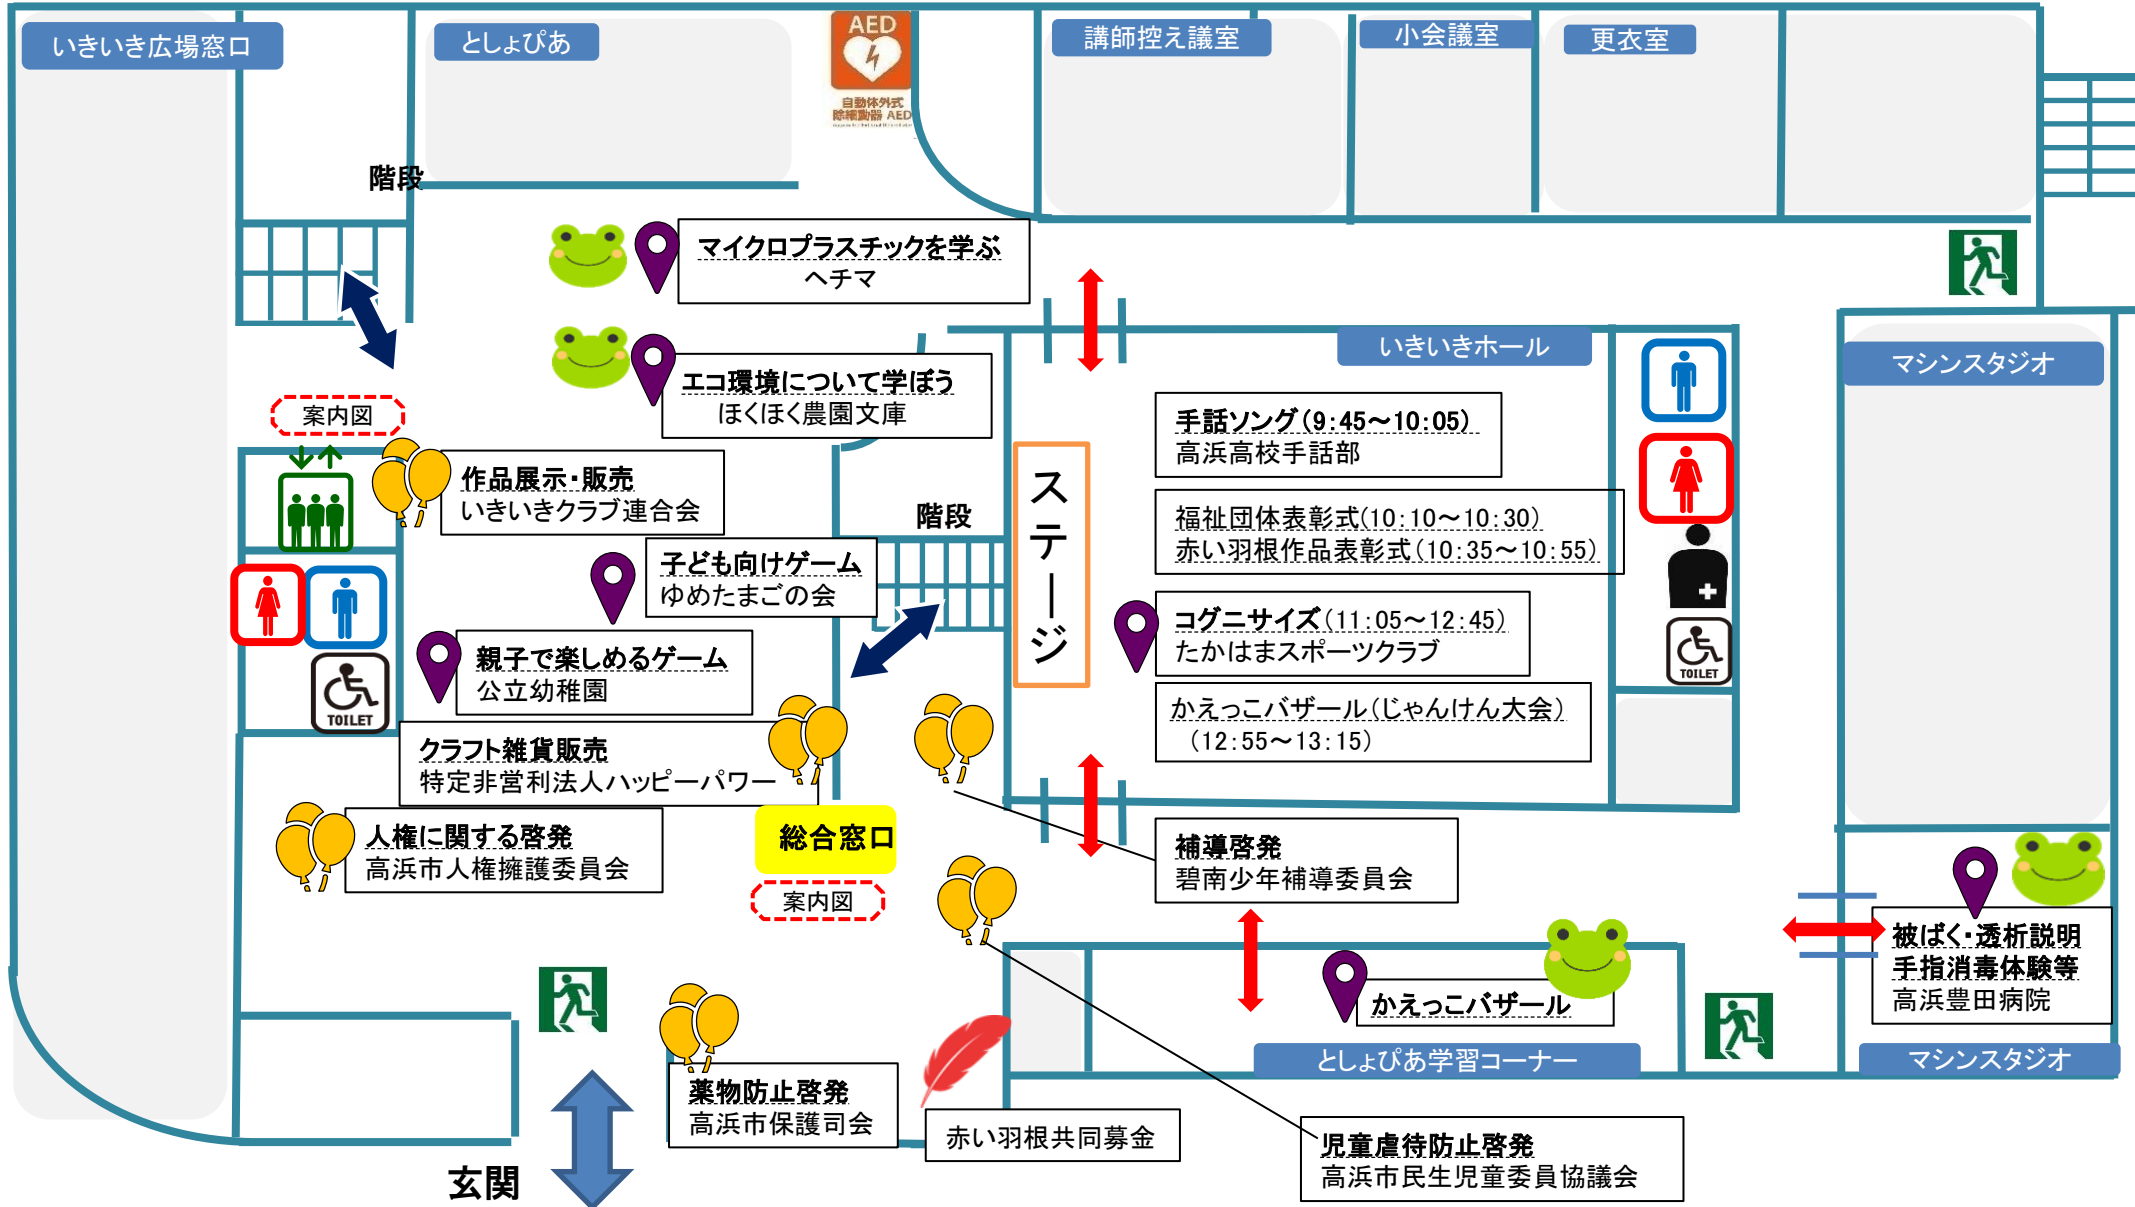 いきいき広場窓口
としょぴあ
AED
自動体外式
除細動器 AED
講師控え議室
小会議室
更衣室
階段
マイクロプラスチックを学ぶ
ヘチマ
エコ環境について学ぼう
ほくほく農園文庫
いきいきホール
マシンスタジオ
案内図
作品展示・販売
いきいきクラブ連合会
階段
ステージ
手話ソング(9:45～10:05)
高浜高校手話部
福祉団体表彰式(10:10～10:30)
赤い羽根作品表彰式(10:35～10:55)
子ども向けゲーム
ゆめたまごの会
コグニサイズ(11:05～12:45)
たかはまスポーツクラブ
TOILET
親子で楽しめるゲーム
公立幼稚園
TOILET
かえっこバザール(じゃんけん大会)
(12:55～13:15)
クラフト雑貨販売
特定非営利法人ハッピーパワー
人権に関する啓発
高浜市人権擁護委員会
総合窓口
案内図
補導啓発
碧南少年補導委員会
被ばく・透析説明
手指消毒体験等
高浜豊田病院
かえっこバザール
としょぴあ学習コーナー
マシンスタジオ
薬物防止啓発
高浜市保護司会
赤い羽根共同募金
児童虐待防止啓発
高浜市民生児童委員協議会
玄関